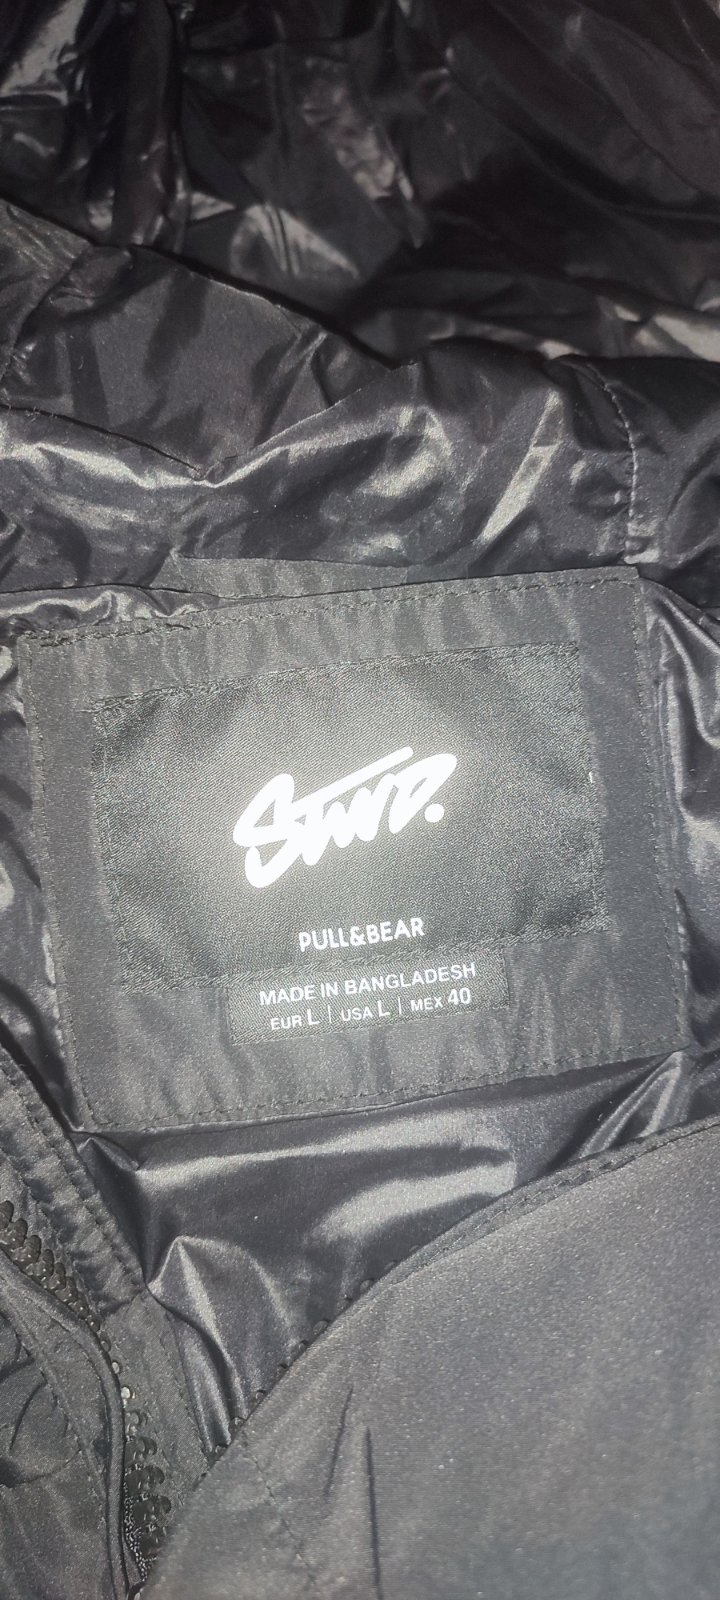 STWD.
PULL&BEAR
MADE IN BANGLADESH
EUR L | USA L | MEX 40